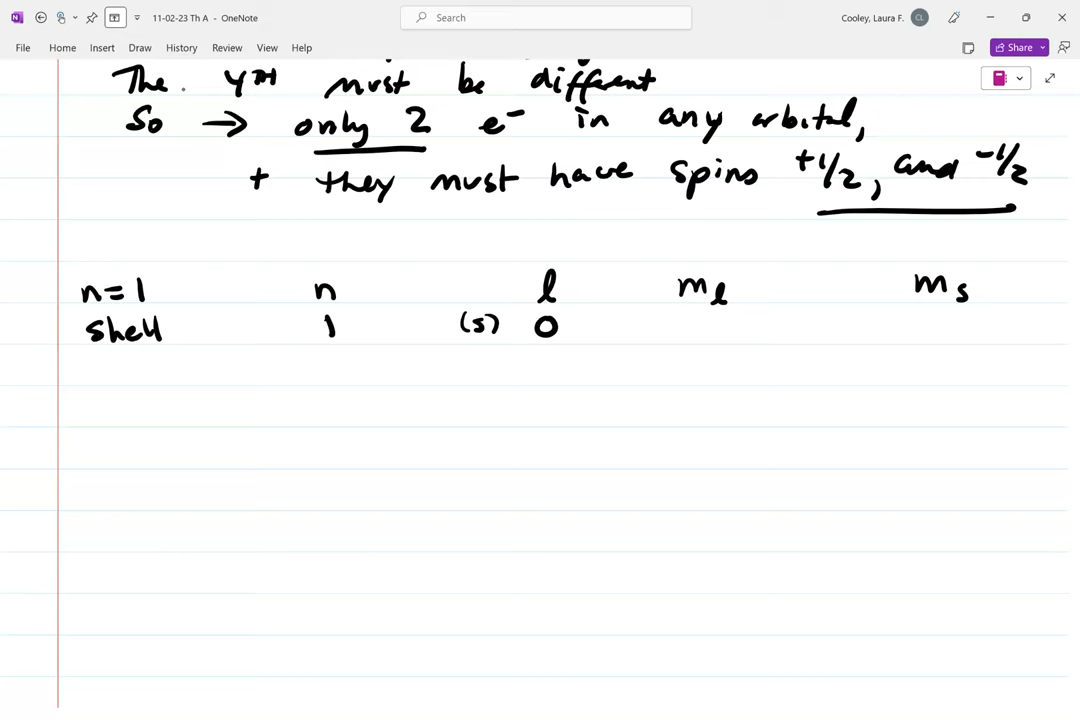 11-02-23 Th A - OneNote
Search
Cooley, Laura F.
CL
File Home Insert Draw History Review View Help
Share
The 4TH must be different
So → only 2 e⁻ in any orbital,
+ they must have spins +1/2, and -1/2
n=1 n l mₗ mₛ
shell 1 (s) 0